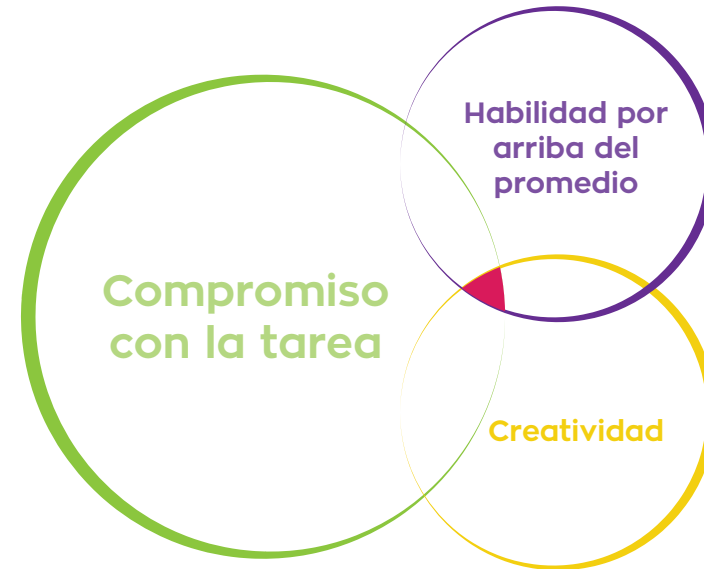 Habilidad por
arriba del
promedio
Compromiso
con la tarea
Creatividad